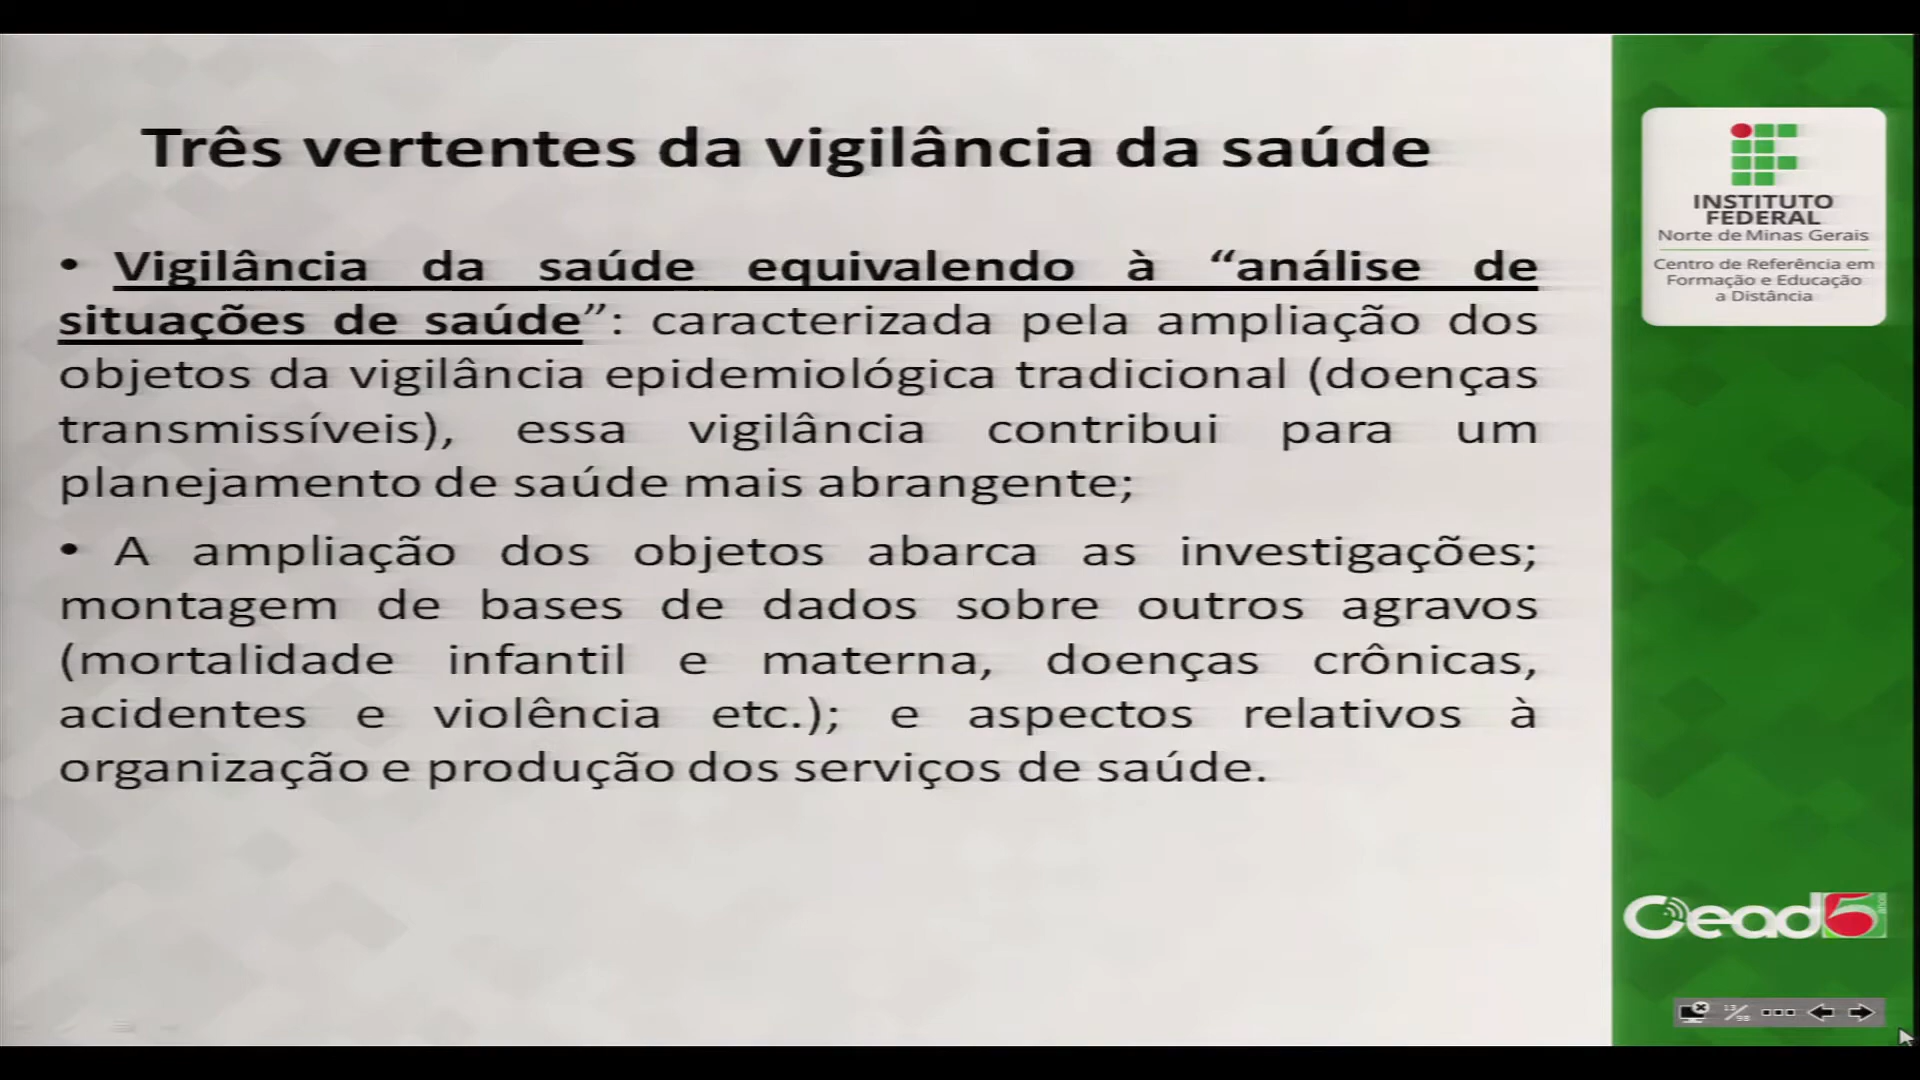 Três vertentes da vigilância da saúde
• Vigilância da saúde equivalendo à “análise de
situações de saúde”: caracterizada pela ampliação dos
objetos da vigilância epidemiológica tradicional (doenças
transmissíveis), essa vigilância contribui para um
planejamento de saúde mais abrangente;
• A ampliação dos objetos abarca as investigações;
montagem de bases de dados sobre outros agravos
(mortalidade infantil e materna, doenças crônicas,
acidentes e violência etc.); e aspectos relativos à
organização e produção dos serviços de saúde.
INSTITUTO
FEDERAL
Norte de Minas Gerais
Centro de Referência em
Formação e Educação
a Distância
Cead 5